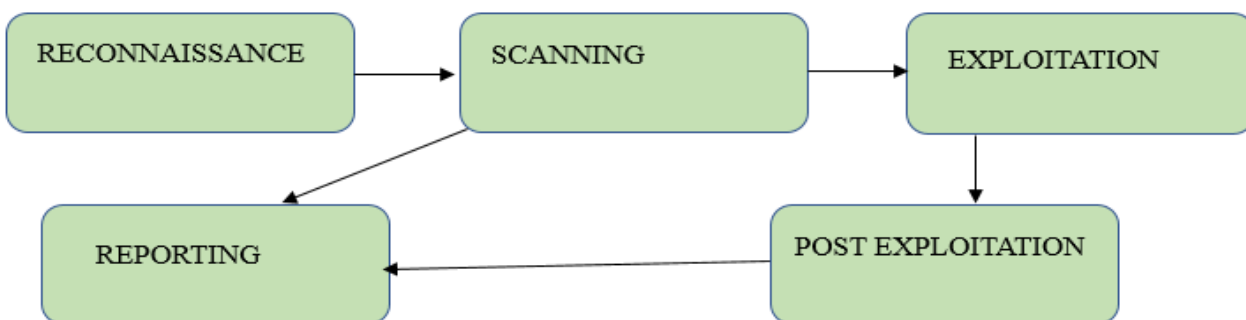 RECONNAISSANCE
SCANNING
EXPLOITATION
REPORTING
POST EXPLOITATION